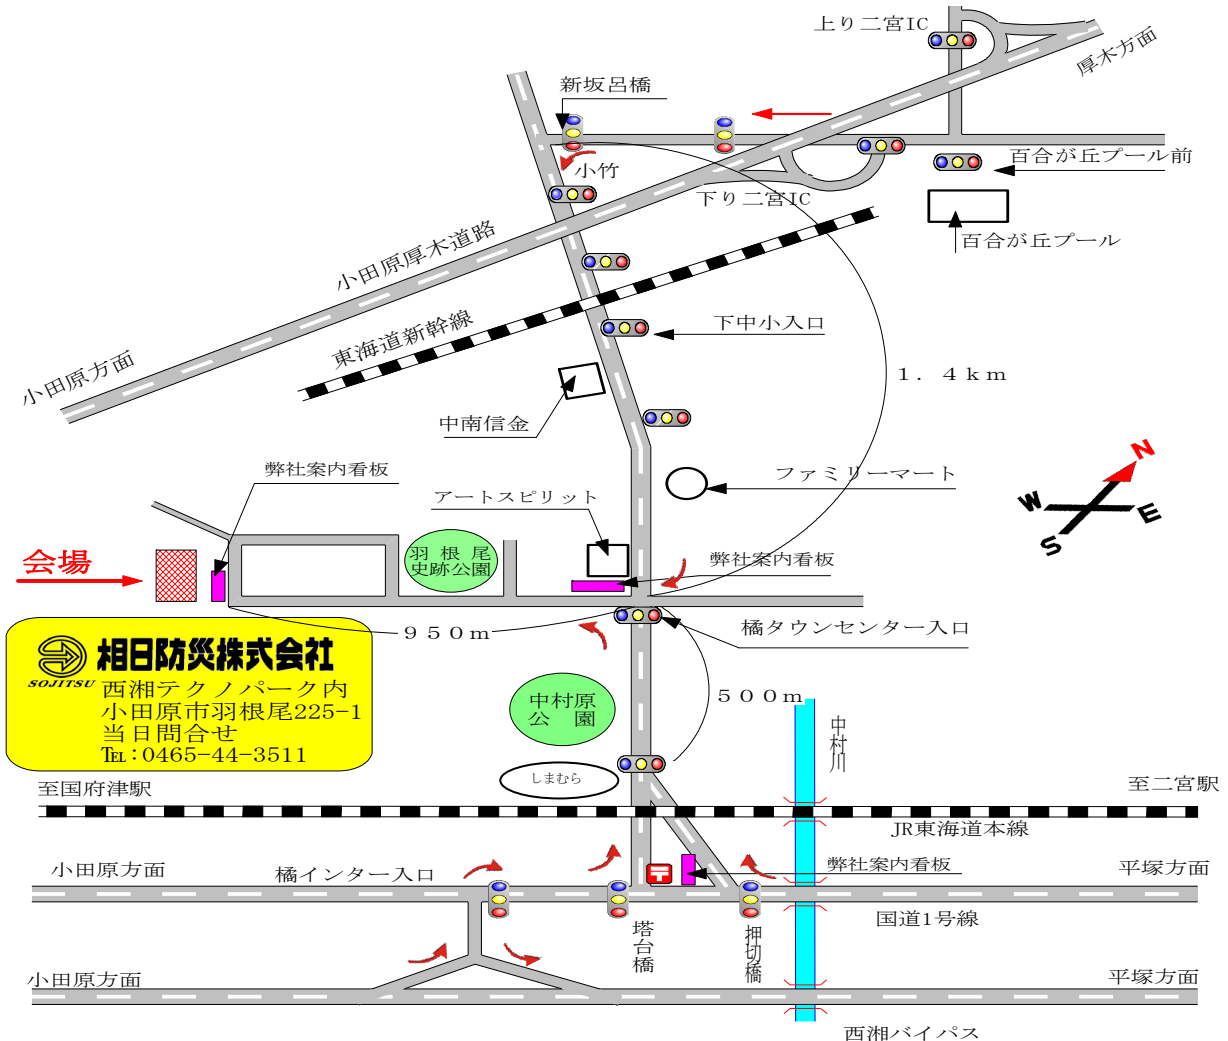 上り二宮IC
厚木方面
新坂呂橋
小竹
百合が丘プール前
下り二宮IC
百合が丘プール
小田原厚木道路
東海道新幹線
下中小入口
小田原方面
1.4km
中南信金
弊社案内看板
ファミリーマート
アートスピリット
N
W
E
S
会場
羽根尾
史跡公園
弊社案内看板
950m
橘タウンセンター入口
相日防災株式会社
SOJITSU
西湘テクノパーク内
小田原市羽根尾225-1
当日問合せ
℡:0465-44-3511
中村原
公園
500m
中村川
しまむら
至国府津駅
至二宮駅
JR東海道本線
小田原方面
橘インター入口
弊社案内看板
平塚方面
国道1号線
塔台橋
押切橋
小田原方面
平塚方面
西湘バイパス